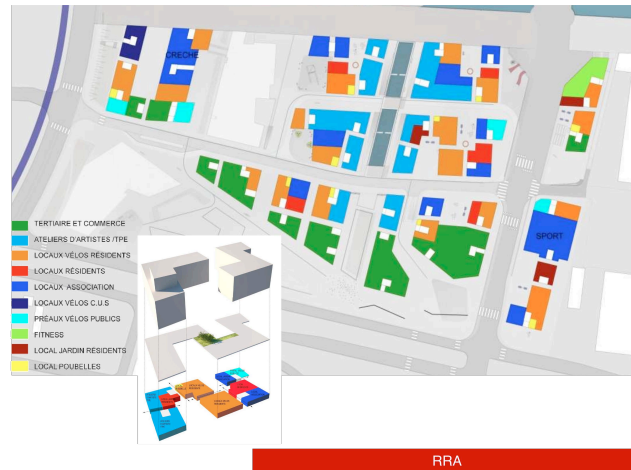 CRECHE
SPORT
TERTIAIRE ET COMMERCE
ATELIERS D'ARTISTES /TPE
LOCAUX VÉLOS RÉSIDENTS
LOCAUX RÉSIDENTS
LOCAUX ASSOCIATION
LOCAUX VÉLOS C.U.S
PRÉAUX VÉLOS PUBLICS
FITNESS
LOCAL JARDIN RÉSIDENTS
LOCAL POUBELLES
RRA